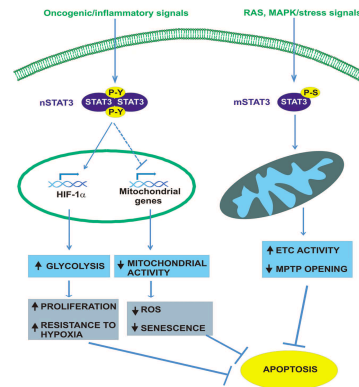 Oncogenic/inflammatory signals
RAS, MAPK/stress signals
P-Y
nSTAT3
STAT3 STAT3
P-Y
P-S
mSTAT3
STAT3
HIF-1α
Mitochondrial
genes
GLYCOLYSIS
MITOCHONDRIAL
ACTIVITY
ETC ACTIVITY
MPTP OPENING
PROLIFERATION
RESISTANCE TO
HYPOXIA
ROS
SENESCENCE
APOPTOSIS